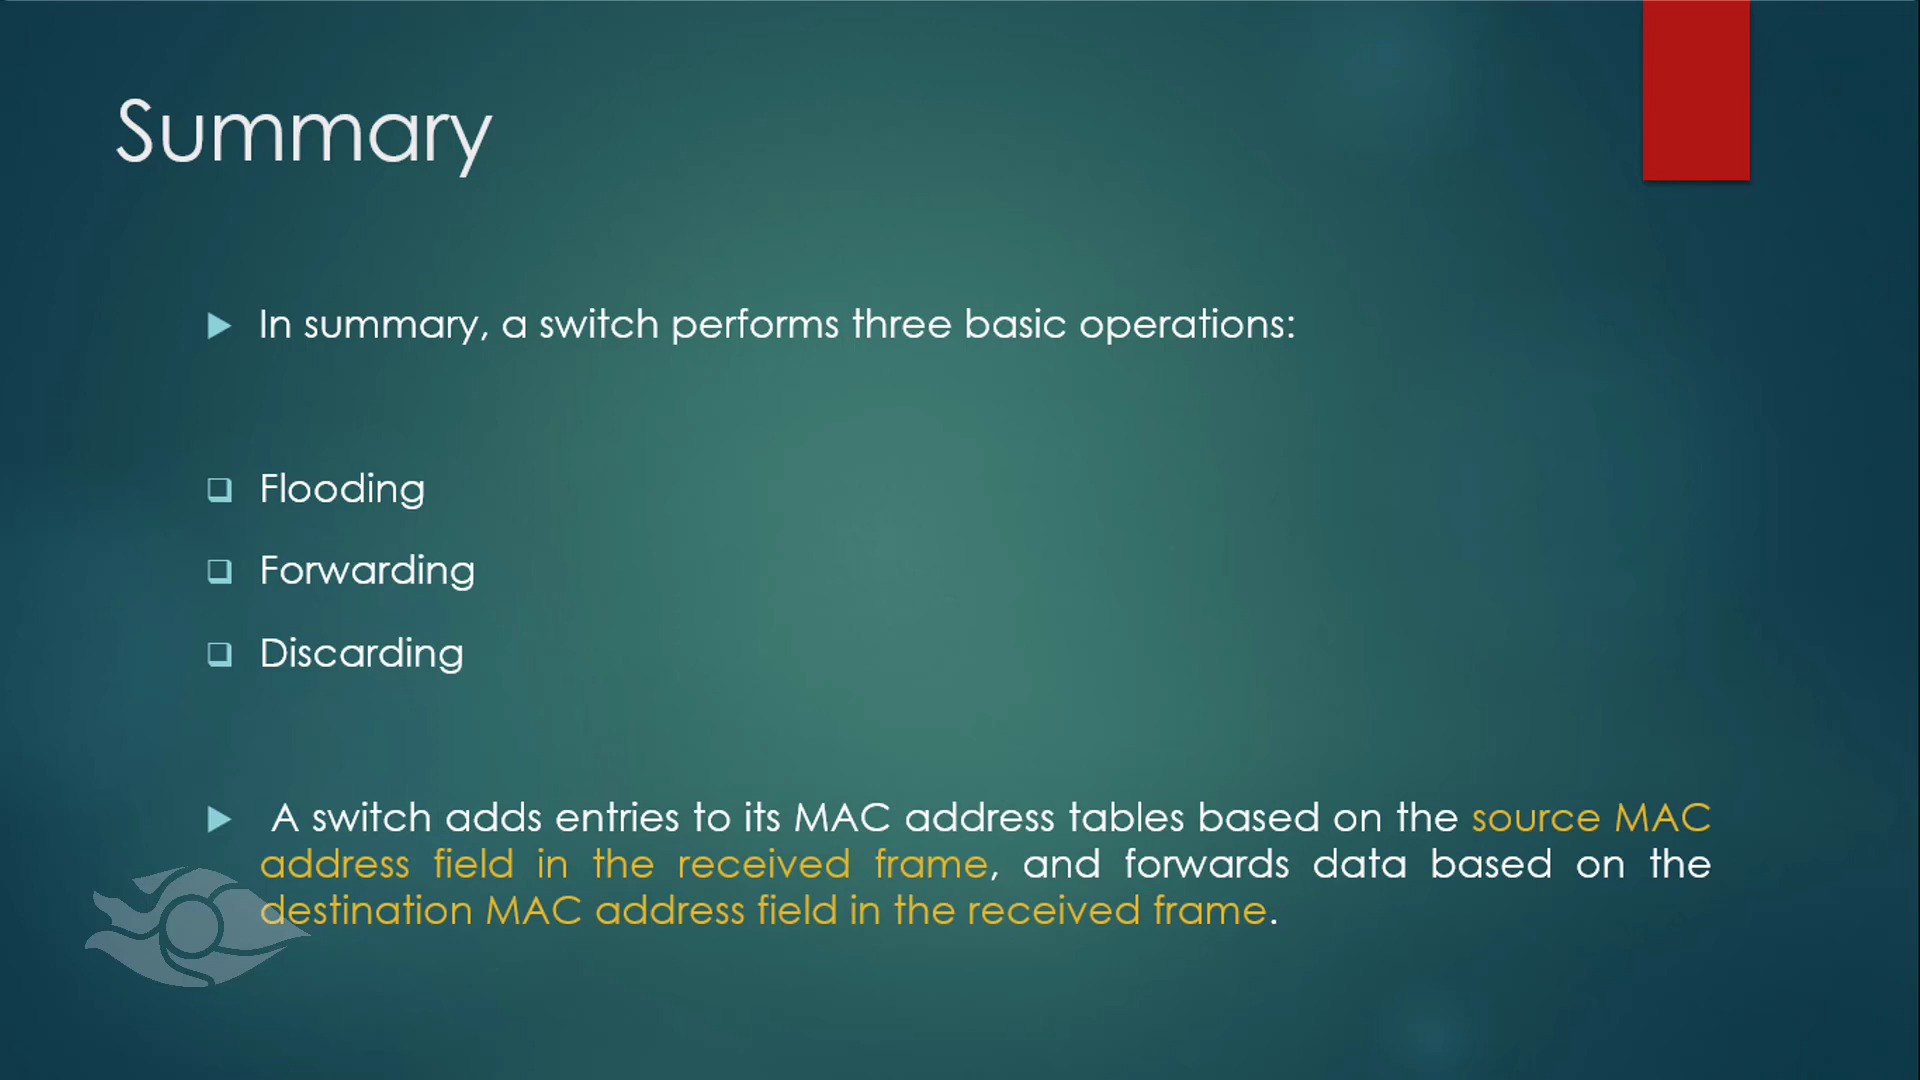 Summary
In summary, a switch performs three basic operations:
Flooding
Forwarding
Discarding
A switch adds entries to its MAC address tables based on the source MAC
address field in the received frame, and forwards data based on the
destination MAC address field in the received frame.